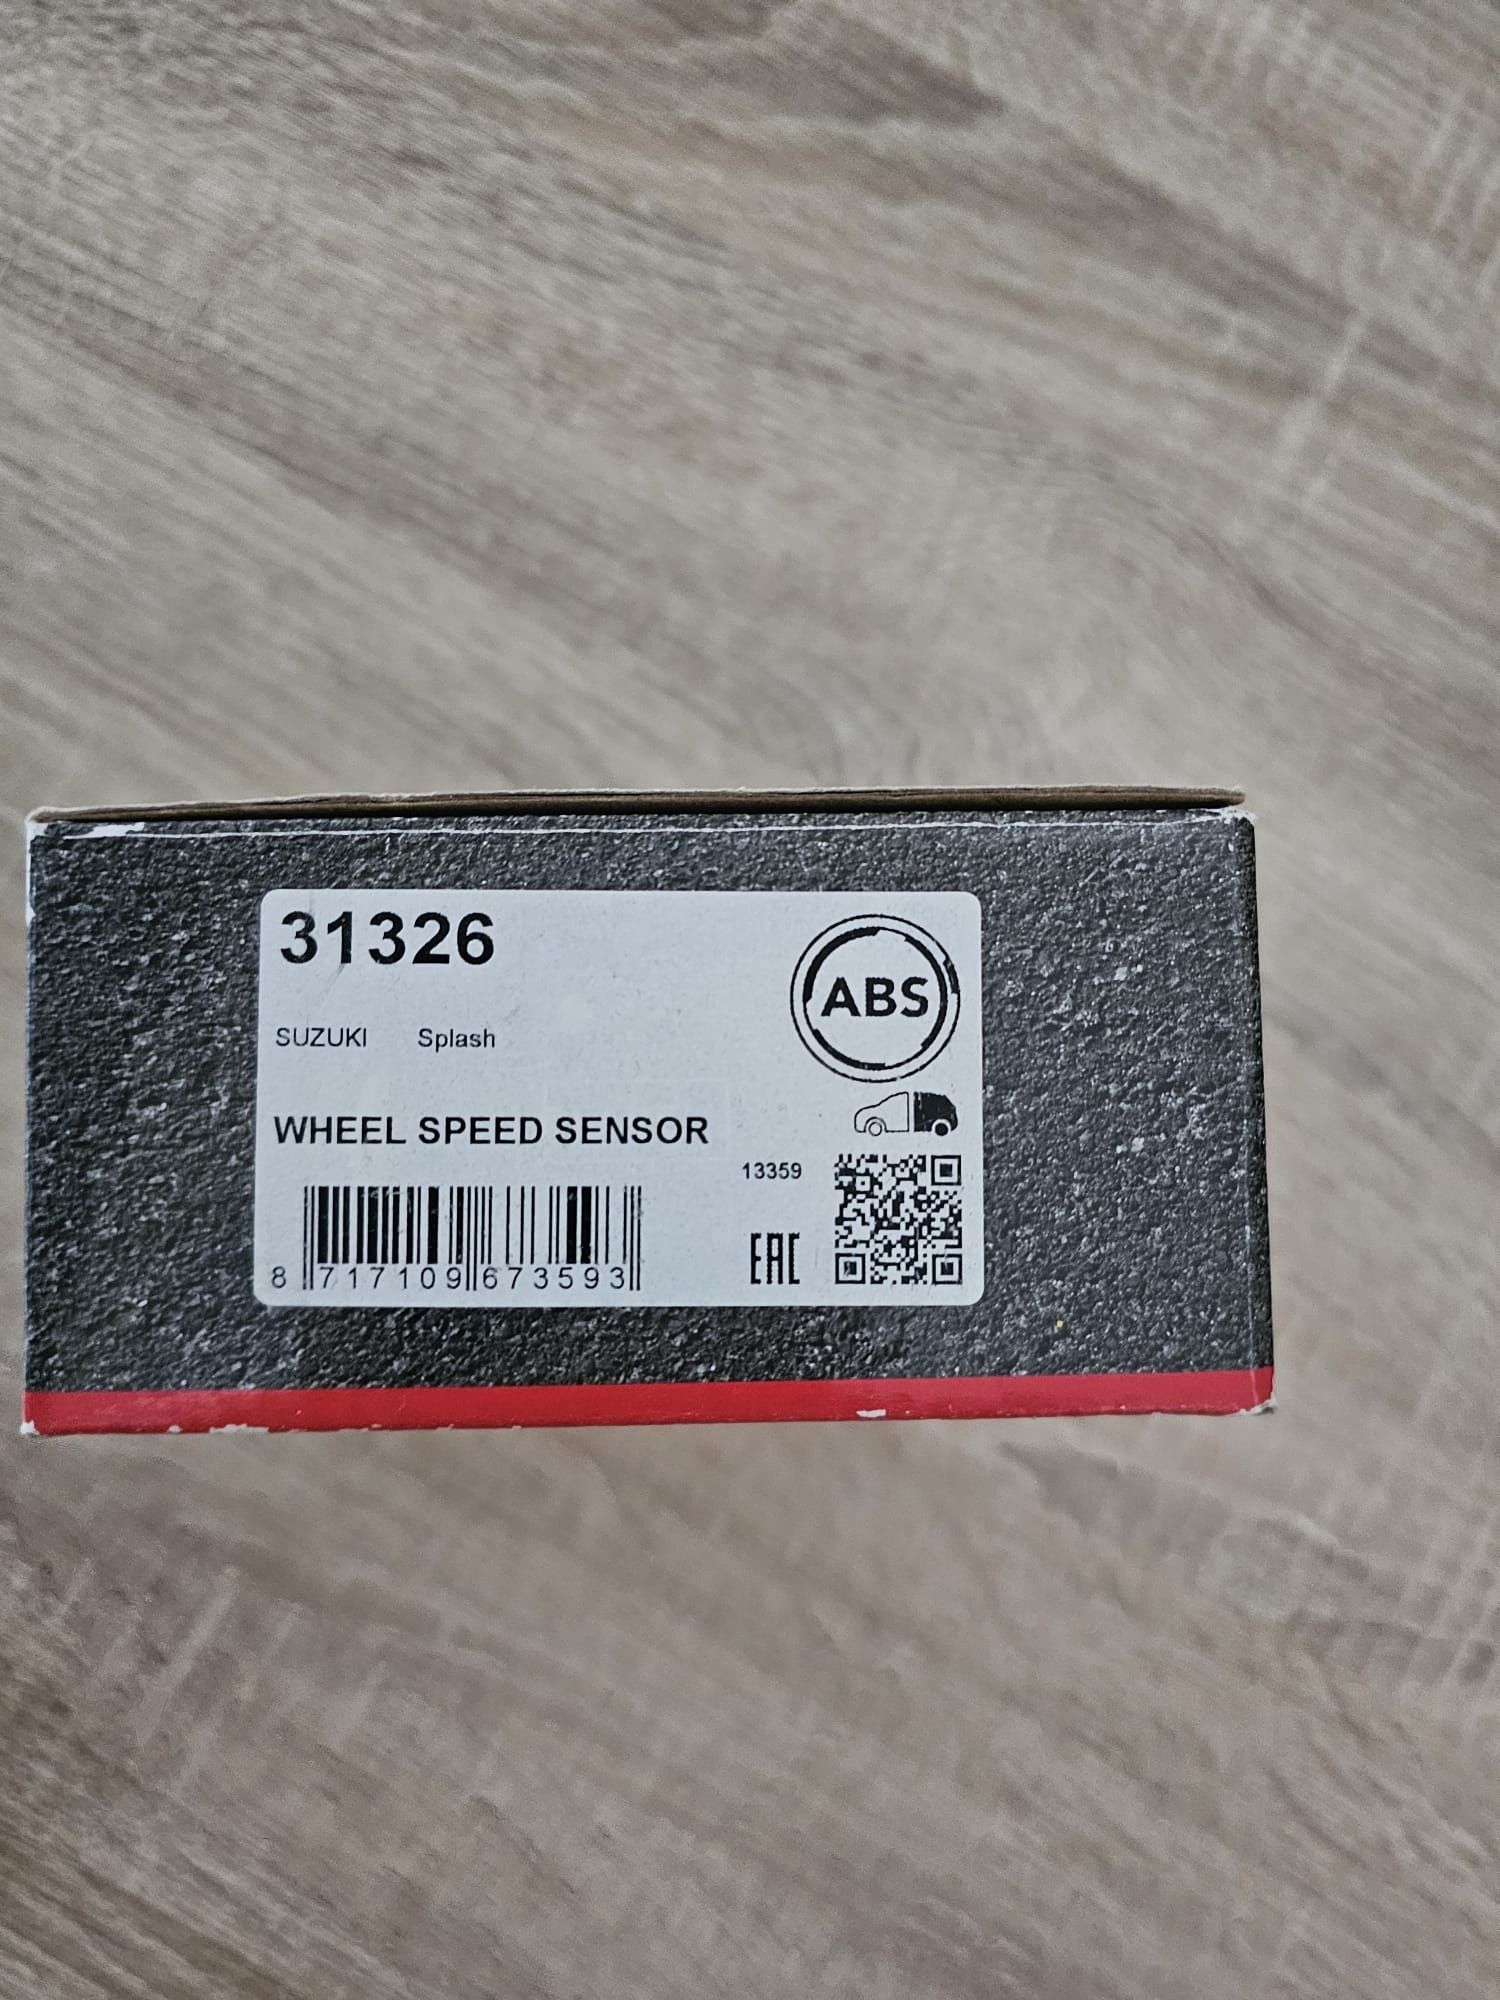 31326
ABS
SUZUKI Splash
WHEEL SPEED SENSOR
13359
8 717109 673593
EAC